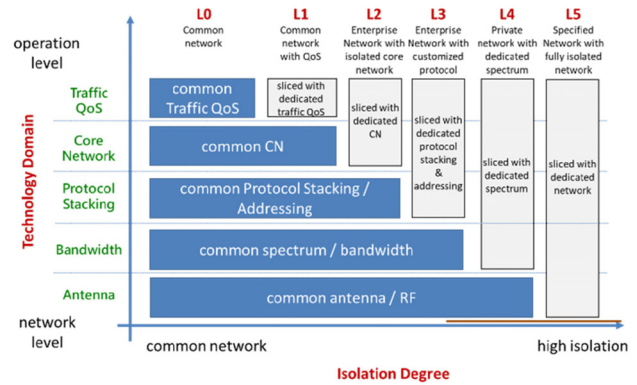 L0
L1
L2
L3
L4
L5
operation
level
Common
network
Common
network
with QoS
Enterprise
Network with
isolated core
network
Enterprise
Network with
customized
protocol
Private
network with
dedicated
spectrum
Specified
Network with
fully isolated
network
Technology Domain
Traffic
QoS
common
Traffic QoS
sliced with
dedicated
traffic QoS
sliced with
dedicated
CN
sliced with
dedicated
protocol
stacking
&
addressing
sliced with
dedicated
spectrum
sliced with
dedicated
network
Core
Network
common CN
Protocol
Stacking
common Protocol Stacking /
Addressing
Bandwidth
common spectrum / bandwidth
Antenna
common antenna / RF
network
level
common network
high isolation
Isolation Degree